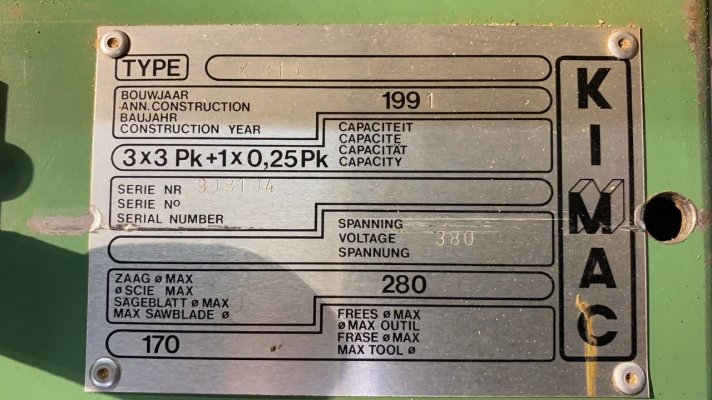 TYPE K 310
BOUWJAAR
ANN. CONSTRUCTION
BAUJAHR
CONSTRUCTION YEAR
1991
CAPACITEIT
CAPACITE
CAPACITÄT
CAPACITY
3x3 Pk+1x0,25Pk
SERIE NR
SERIE Nº
SERIAL NUMBER
908104
SPANNING
VOLTAGE
SPANNUNG
380
ZAAG ø MAX
ø SCIE MAX
SAGEBLATT ø MAX
MAX SAWBLADE ø
280
FREES ø MAX
ø MAX OUTIL
FRÄSE ø MAX
MAX TOOL ø
170
KIMAC